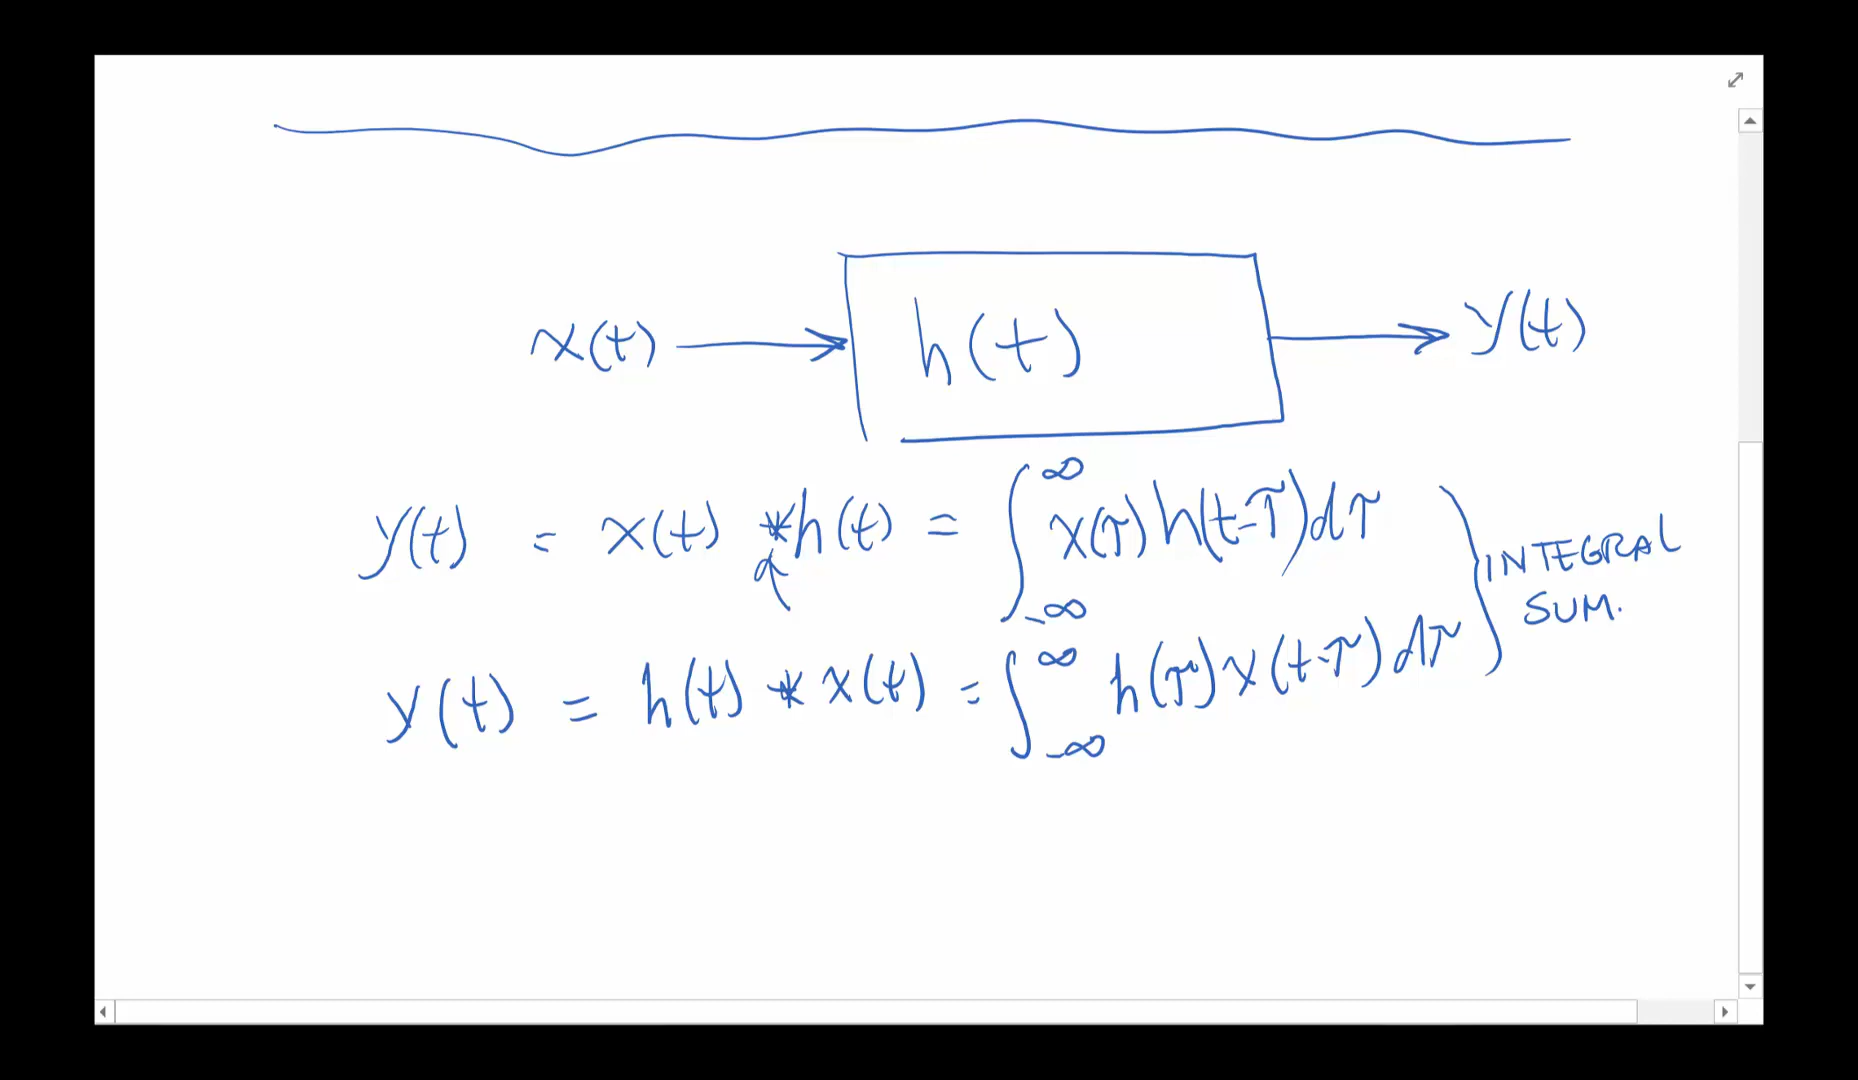 x(t) → h(t) → y(t)
y(t) = x(t) * h(t) = ∫_{-∞}^{∞} x(τ) h(t-τ) dτ
INTEGRAL
SUM.
y(t) = h(t) * x(t) = ∫_{-∞}^{∞} h(τ) x(t-τ) dτ